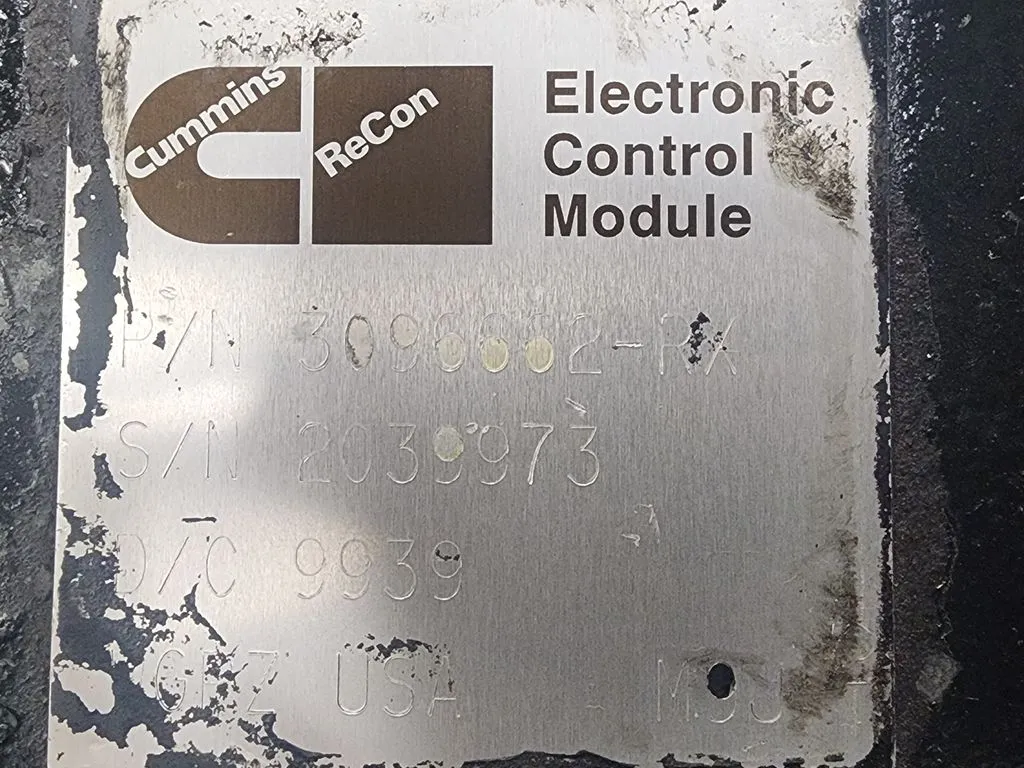 Cummins ReCon
Electronic
Control
Module
P/N 3096662-RX
S/N 2039973
D/C 9939
USA